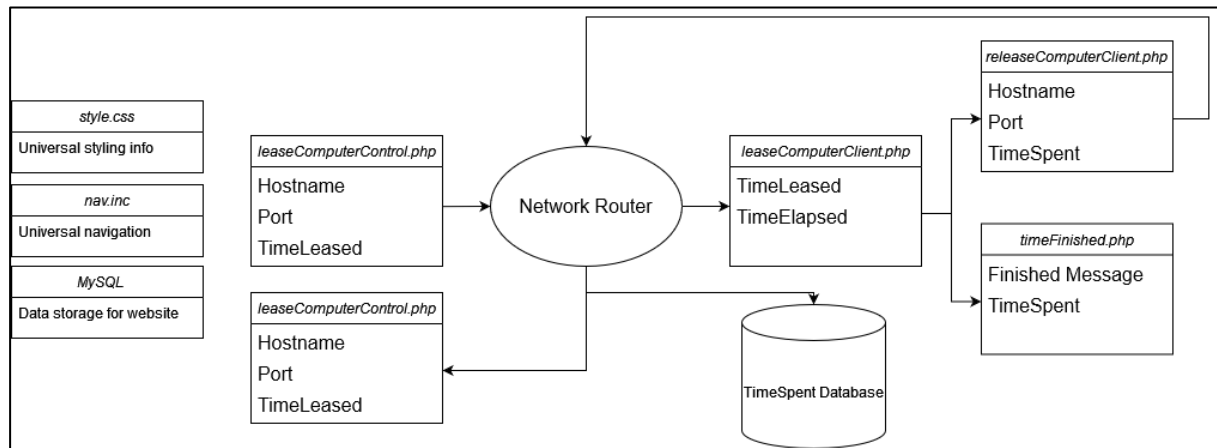 style.css
Universal styling info
nav.inc
Universal navigation
MySQL
Data storage for website
leaseComputerControl.php
Hostname
Port
TimeLeased
leaseComputerControl.php
Hostname
Port
TimeLeased
Network Router
leaseComputerClient.php
TimeLeased
TimeElapsed
TimeSpent Database
releaseComputerClient.php
Hostname
Port
TimeSpent
timeFinished.php
Finished Message
TimeSpent